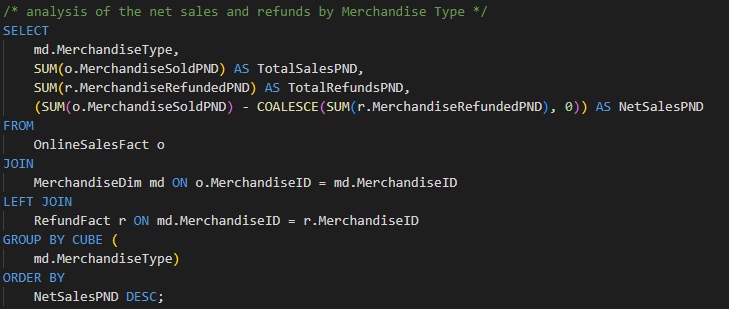 /* analysis of the net sales and refunds by Merchandise Type */
SELECT
    md.MerchandiseType,
    SUM(o.MerchandiseSoldPND) AS TotalSalesPND,
    SUM(r.MerchandiseRefundedPND) AS TotalRefundsPND,
    (SUM(o.MerchandiseSoldPND) - COALESCE(SUM(r.MerchandiseRefundedPND), 0)) AS NetSalesPND
FROM
    OnlineSalesFact o
JOIN
    MerchandiseDim md ON o.MerchandiseID = md.MerchandiseID
LEFT JOIN
    RefundFact r ON md.MerchandiseID = r.MerchandiseID
GROUP BY CUBE (
    md.MerchandiseType)
ORDER BY
    NetSalesPND DESC;